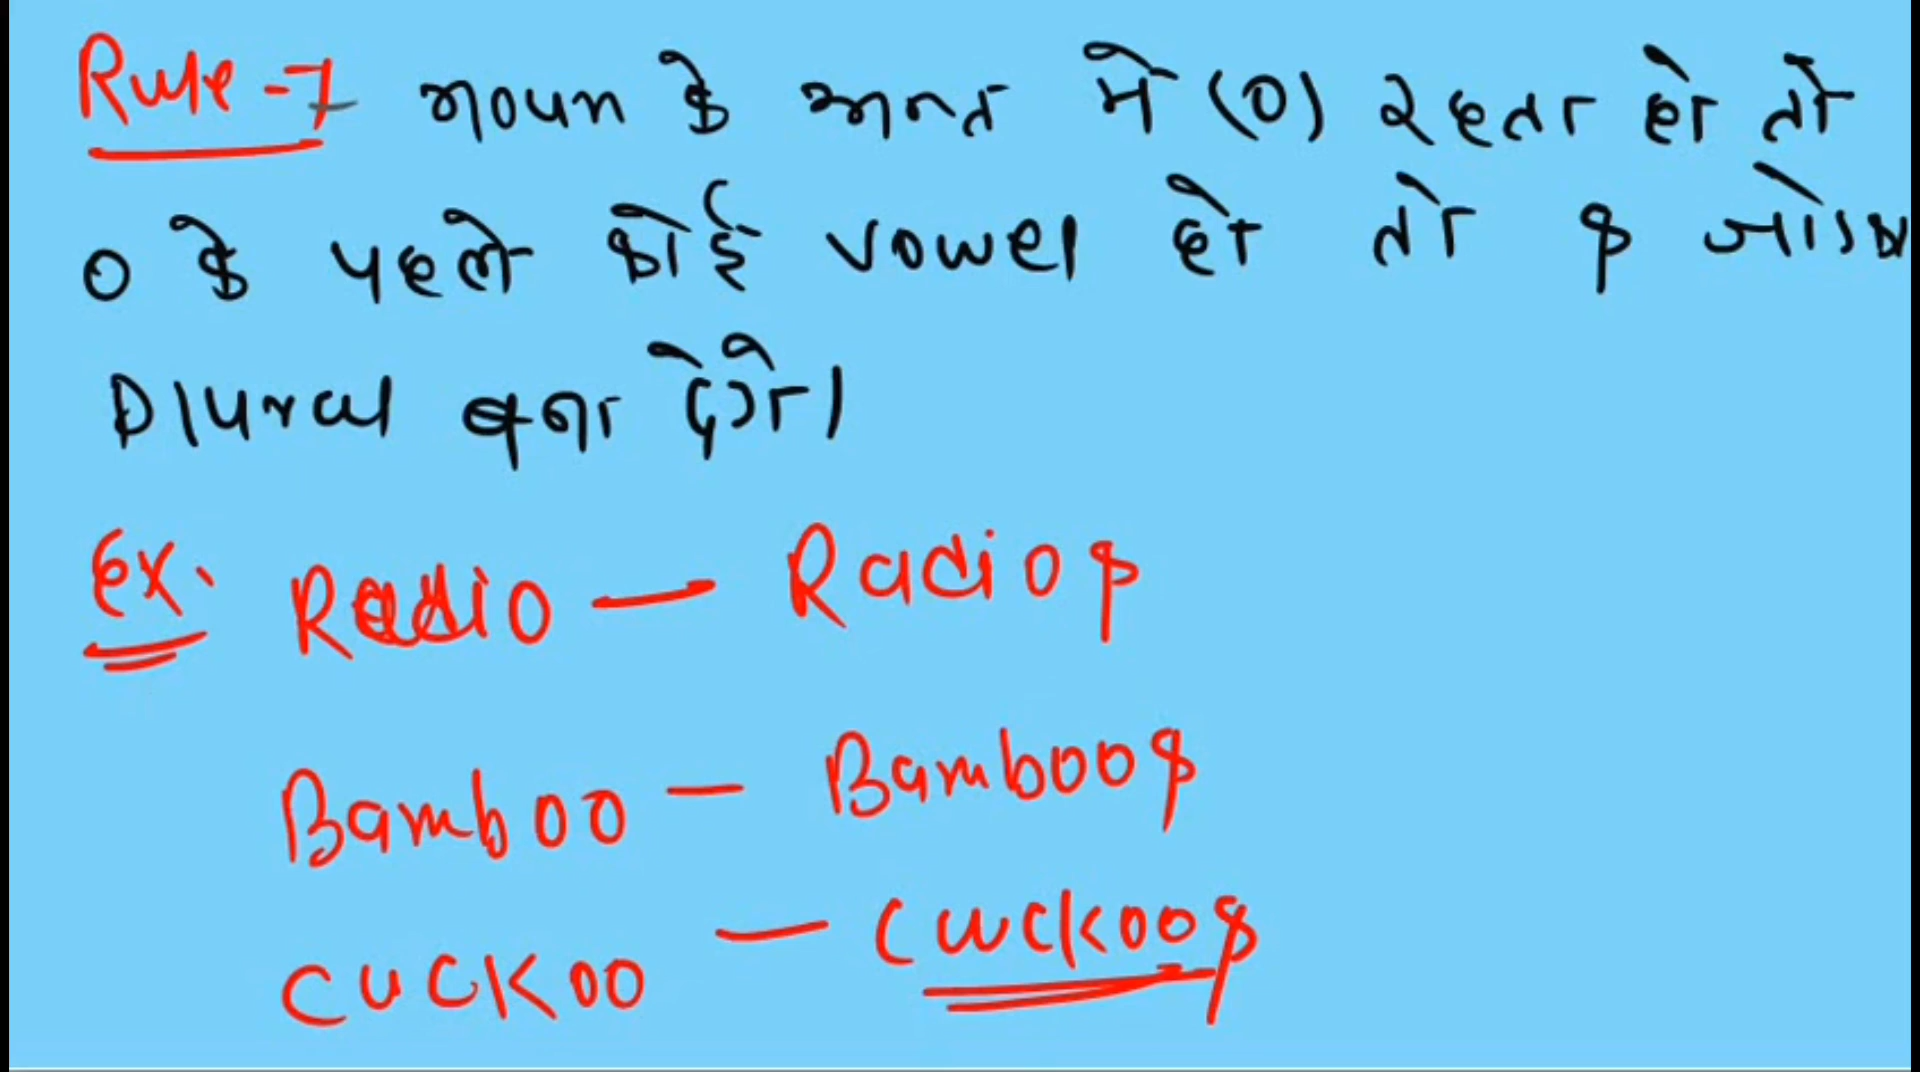 Rule-7 noun के अन्त में (o) रहता हो तो
o के पहले कोई vowel हो तो s जोड़कर
Plural बना देंगे।
Ex. Radio — Radios
Bamboo — Bamboos
Cuckoo — Cuckoos